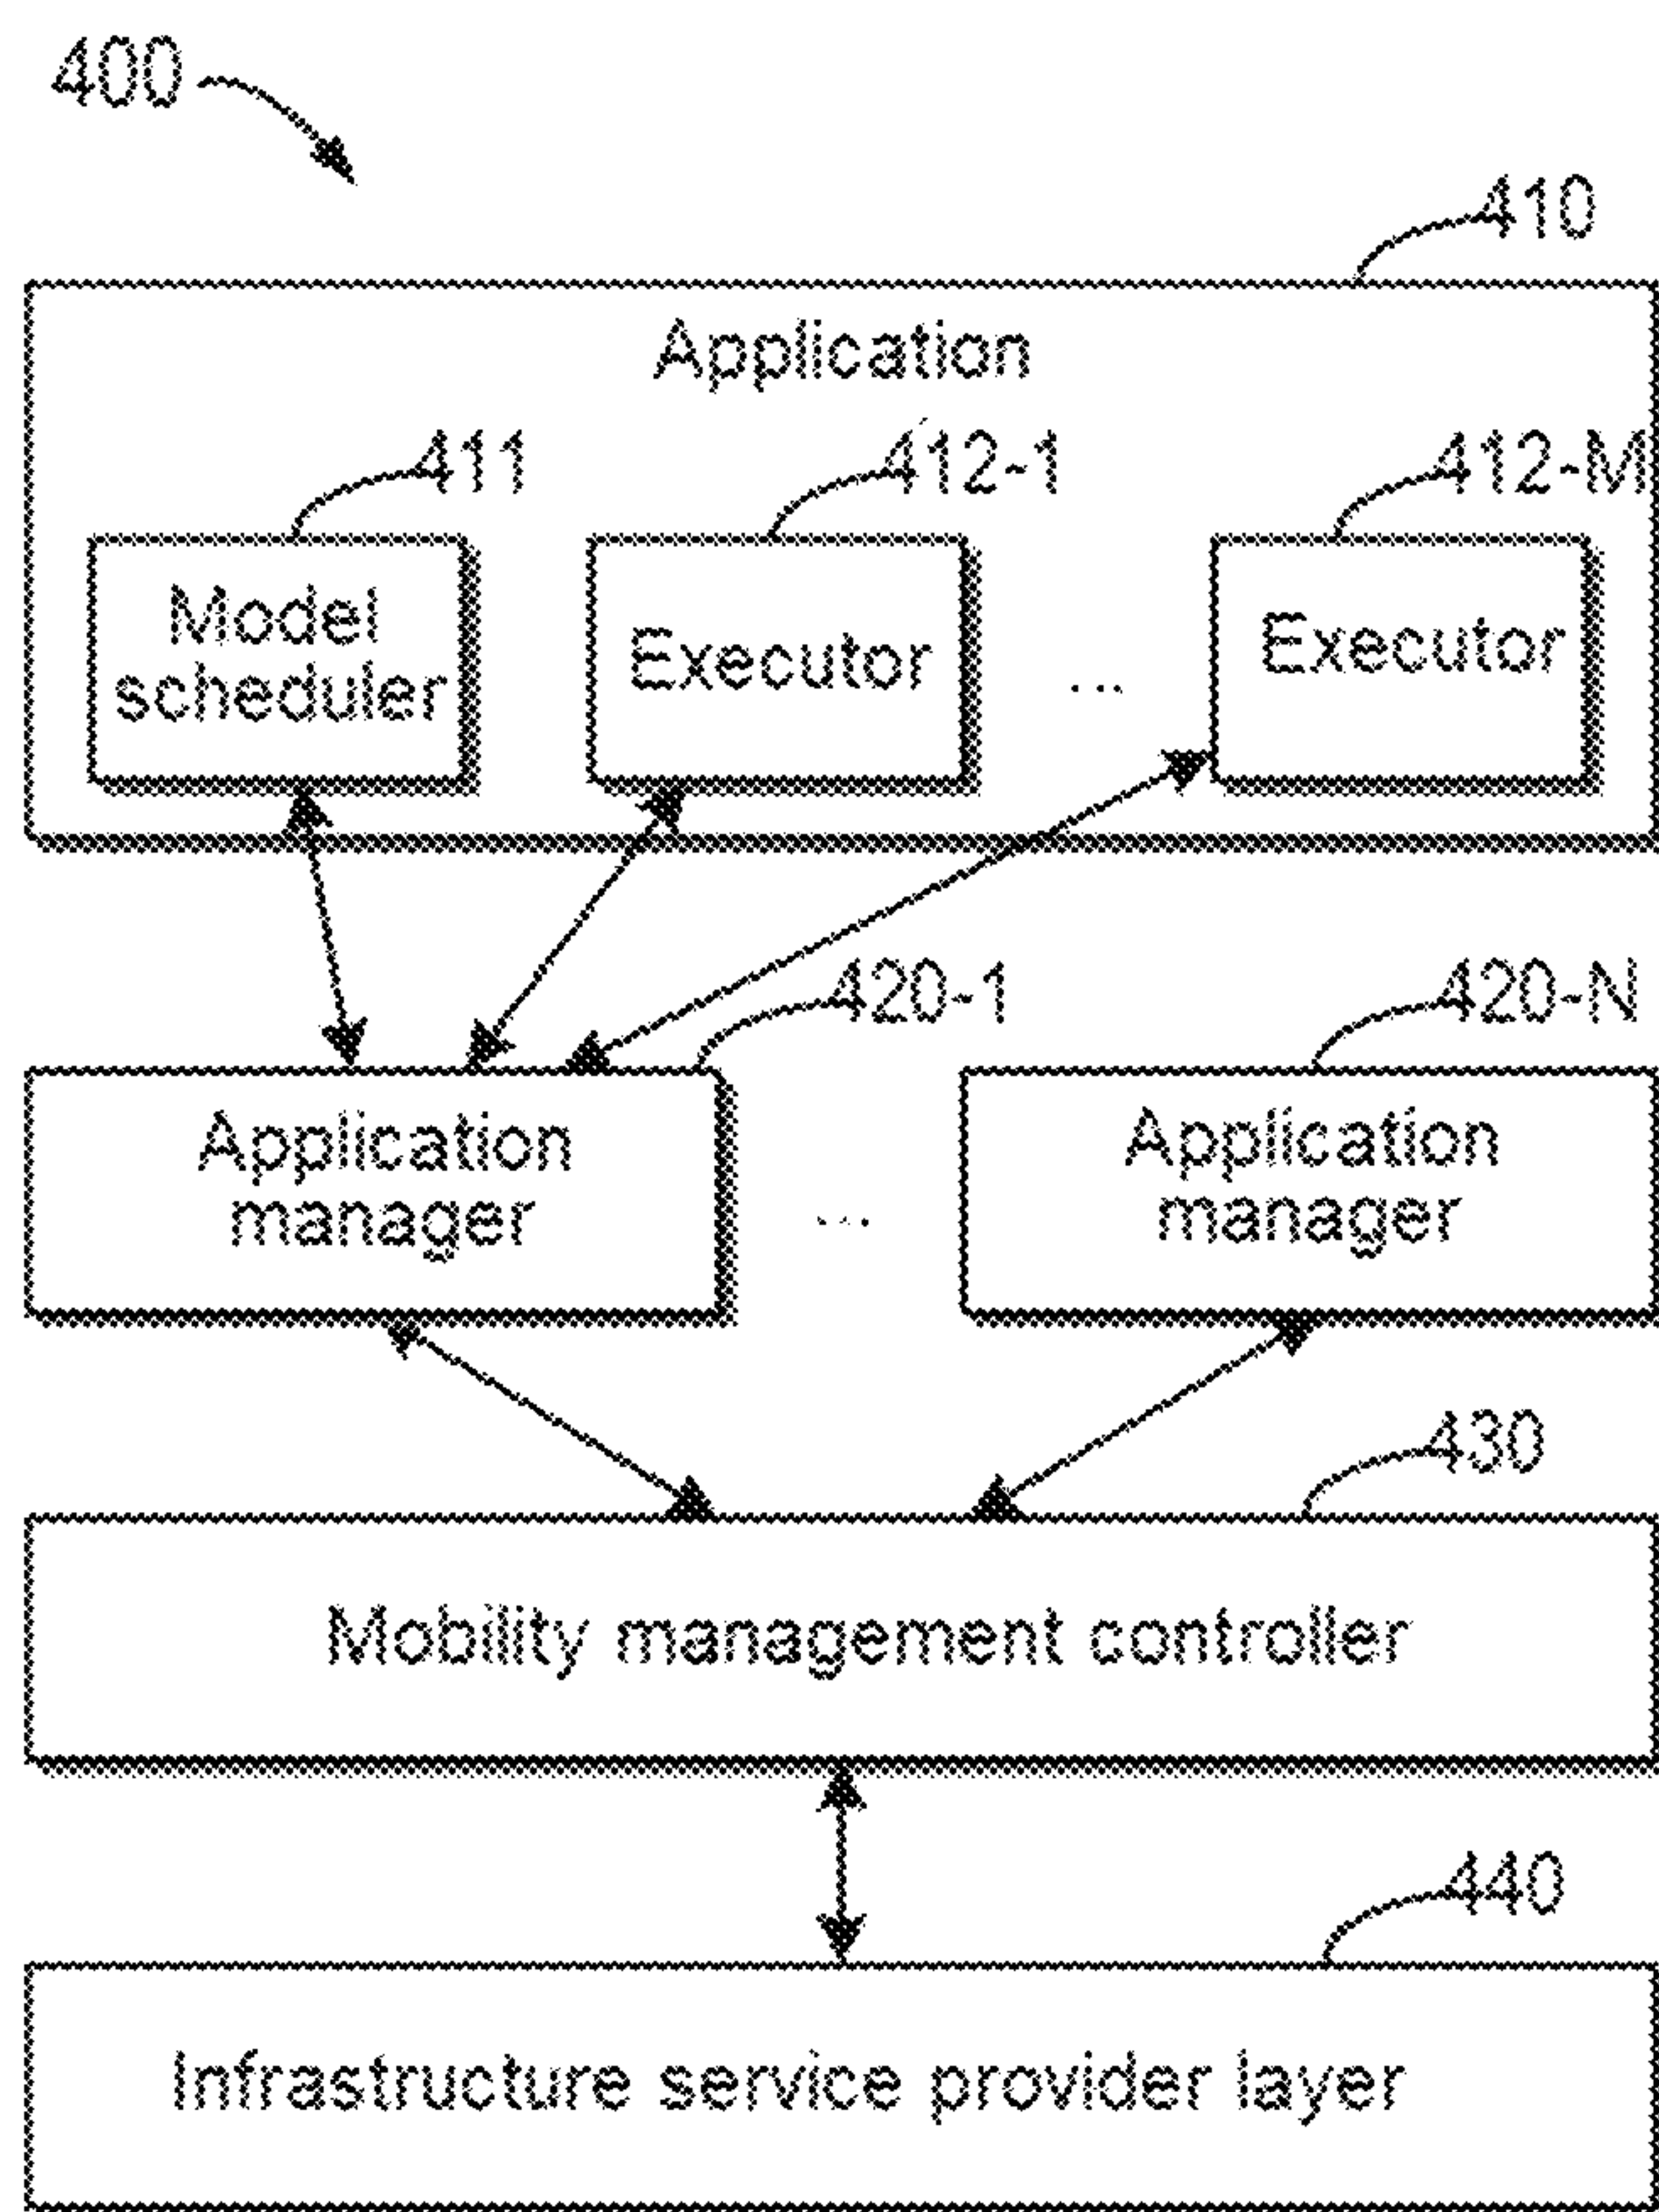 400
410
Application
411
412-1
412-M
Model
scheduler
Executor
...
Executor
420-1
420-N
Application
manager
...
Application
manager
430
Mobility management controller
440
Infrastructure service provider layer